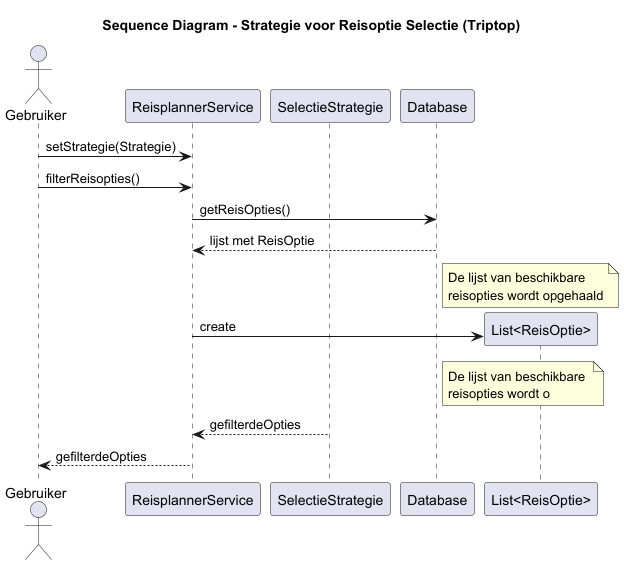 Sequence Diagram - Strategie voor Reisoptie Selectie (Triptop)
Gebruiker
ReisplannerService
SelectieStrategie
Database
setStrategie(Strategie)
filterReisopties()
getReisOpties()
lijst met ReisOptie
De lijst van beschikbare
reisopties wordt opgehaald
create
List<ReisOptie>
De lijst van beschikbare
reisopties wordt o
gefilterdeOpties
gefilterdeOpties
Gebruiker
ReisplannerService
SelectieStrategie
Database
List<ReisOptie>